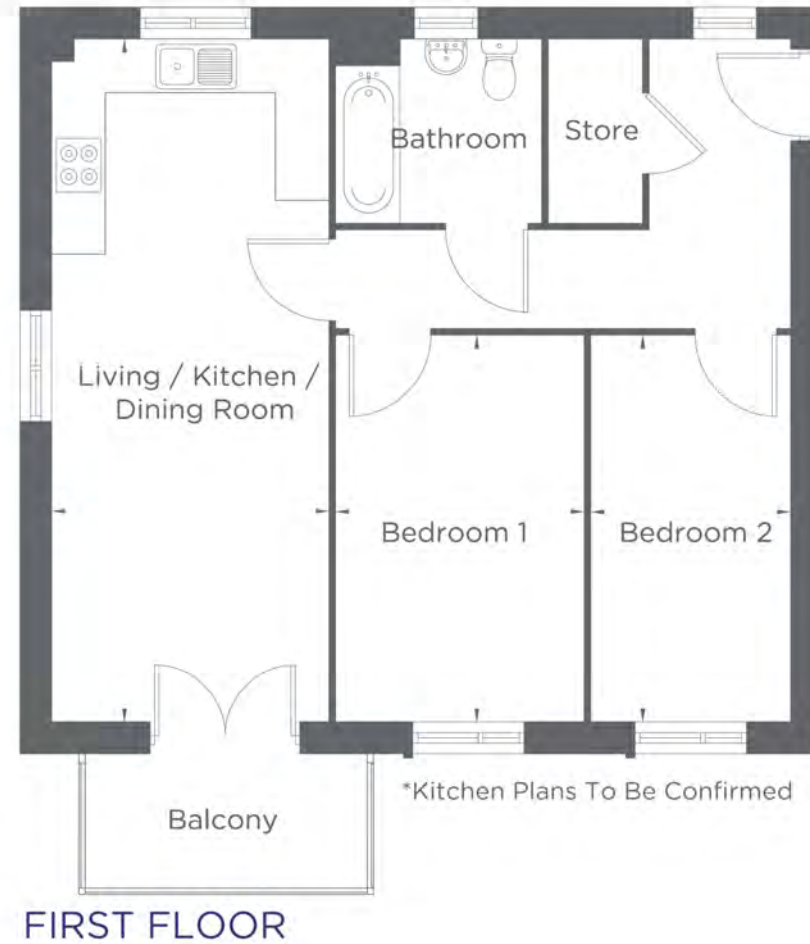 Bathroom
Store
Living / Kitchen /
Dining Room
Bedroom 1
Bedroom 2
*Kitchen Plans To Be Confirmed
Balcony
FIRST FLOOR